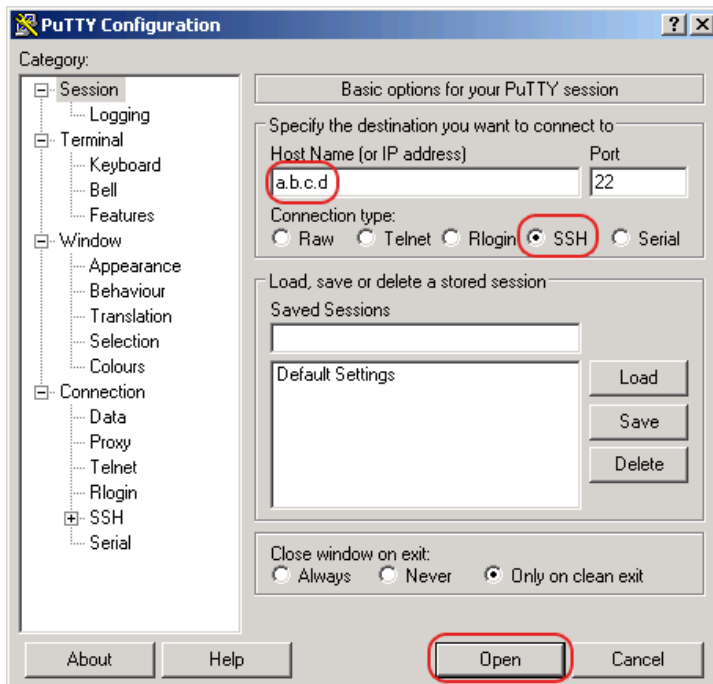 PuTTY Configuration
Category:
Session
Logging
Terminal
Keyboard
Bell
Features
Window
Appearance
Behaviour
Translation
Selection
Colours
Connection
Data
Proxy
Telnet
Rlogin
SSH
Serial
Basic options for your PuTTY session
Specify the destination you want to connect to
Host Name (or IP address) Port
a.b.c.d 22
Connection type:
Raw Telnet Rlogin SSH Serial
Load, save or delete a stored session
Saved Sessions
Default Settings
Load
Save
Delete
Close window on exit:
Always Never Only on clean exit
About Help Open Cancel